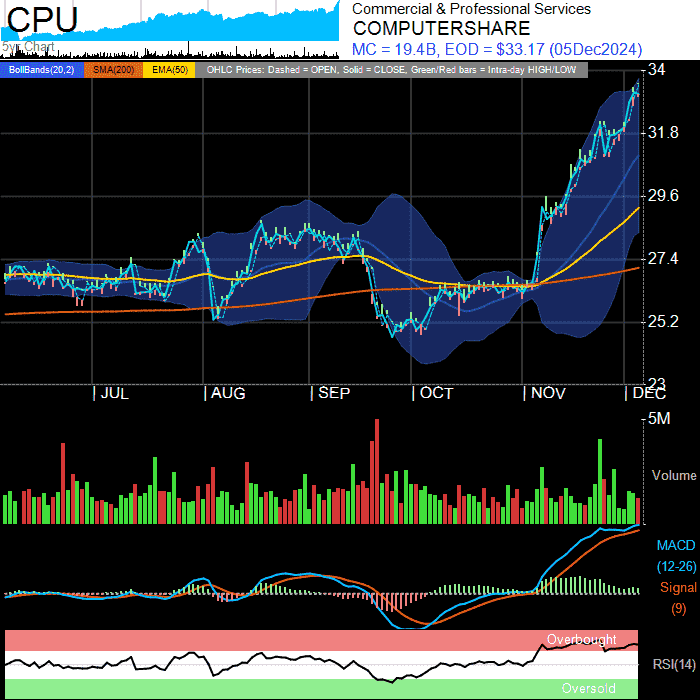 CPU
5yr Chart
Commercial & Professional Services
COMPUTERSHARE
MC = 19.4B, EOD = $33.17 (05Dec2024)
BollBands(20,2) SMA(200) EMA(50) OHLC Prices: Dashed = OPEN, Solid = CLOSE, Green/Red bars = Intra-day HIGH/LOW
34
31.8
29.6
27.4
25.2
23
| JUL | AUG | SEP | OCT | NOV | DEC
5M
Volume
MACD
(12-26)
Signal
(9)
Overbought
RSI(14)
Oversold